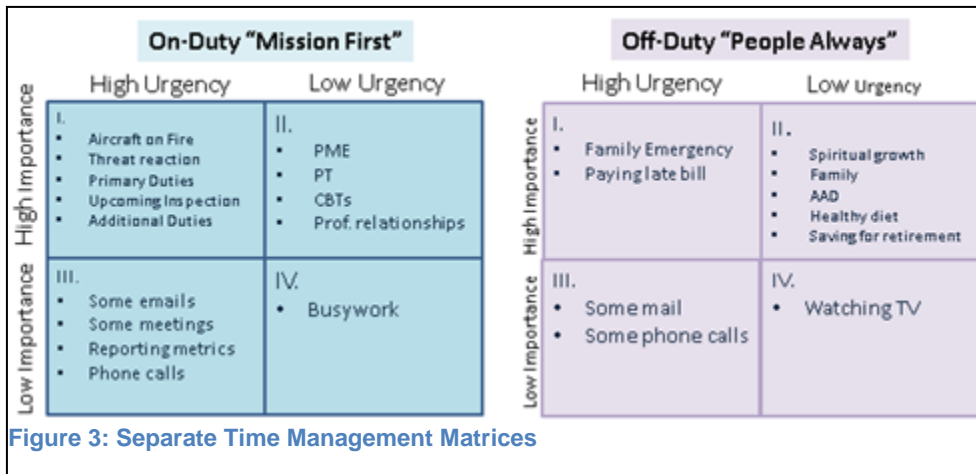 On-Duty “Mission First”
High Urgency
Low Urgency
High Importance
I.
▪ Aircraft on Fire
▪ Threat reaction
▪ Primary Duties
▪ Upcoming Inspection
▪ Additional Duties
II.
▪ PME
▪ PT
▪ CBTs
▪ Prof. relationships
Low Importance
III.
▪ Some emails
▪ Some meetings
▪ Reporting metrics
▪ Phone calls
IV.
• Busywork
Off-Duty “People Always”
High Urgency
Low Urgency
High Importance
I.
▪ Family Emergency
▪ Paying late bill
II.
▪ Spiritual growth
▪ Family
▪ AAD
▪ Healthy diet
▪ Saving for retirement
Low Importance
III.
▪ Some mail
▪ Some phone calls
IV.
• Watching TV
Figure 3: Separate Time Management Matrices